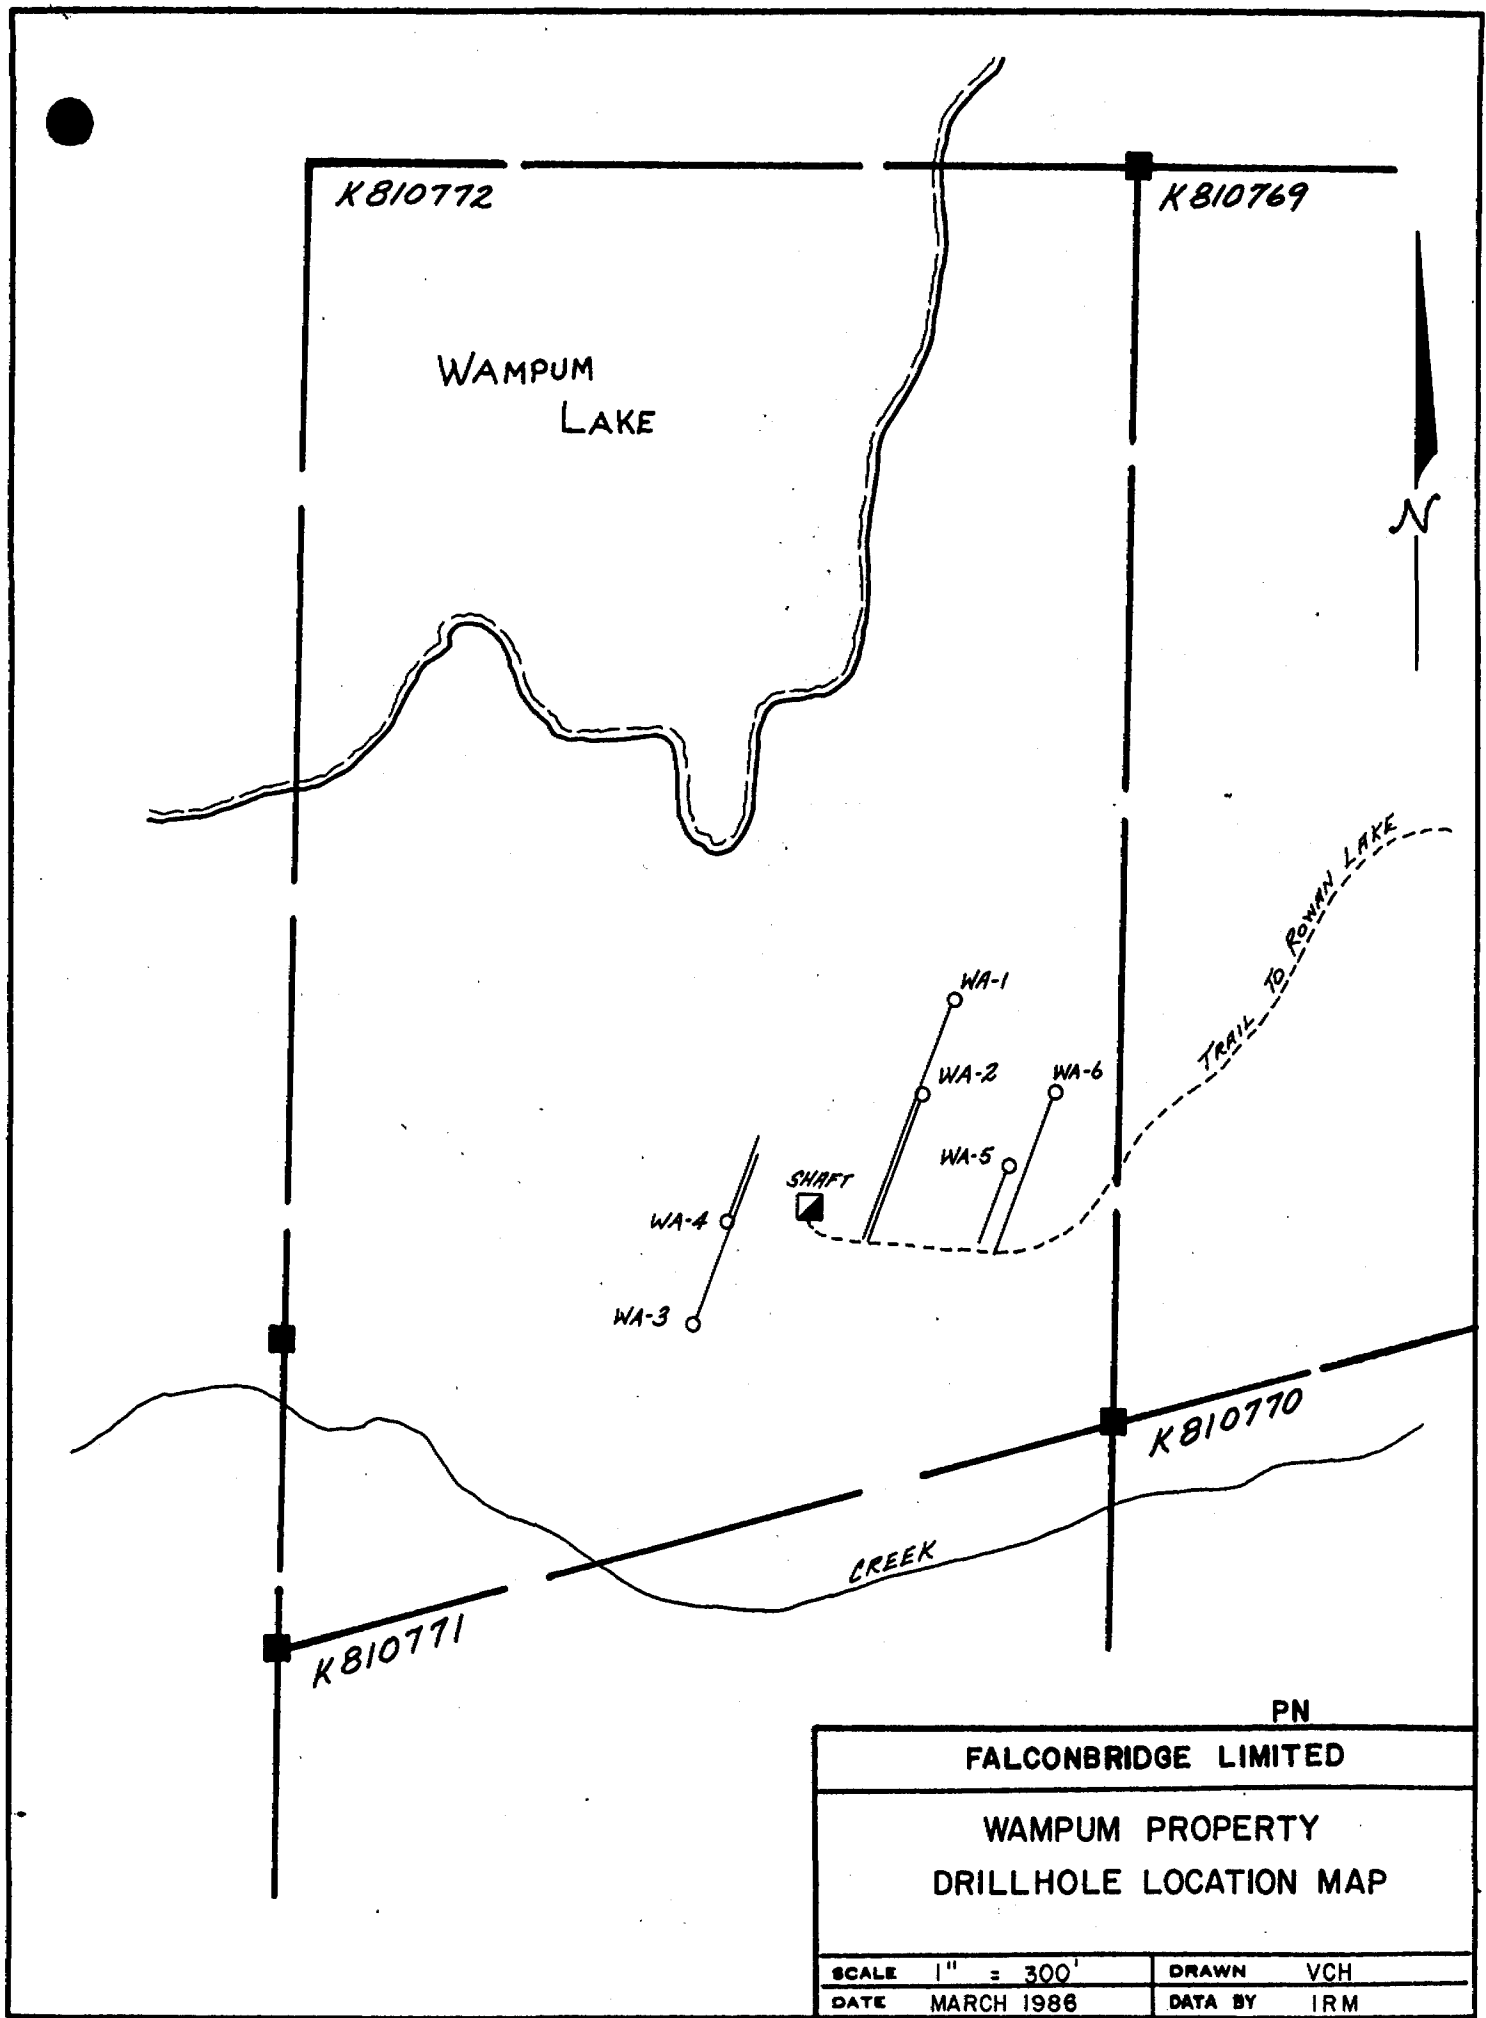 K810772
K810769
WAMPUM
LAKE
N
TRAIL TO ROWAN LAKE
WA-1
WA-2
WA-6
WA-5
SHAFT
WA-4
WA-3
K810770
CREEK
K810771
PN
FALCONBRIDGE LIMITED
WAMPUM PROPERTY
DRILLHOLE LOCATION MAP
SCALE 1" = 300' DRAWN VCH
DATE MARCH 1986 DATA BY IRM